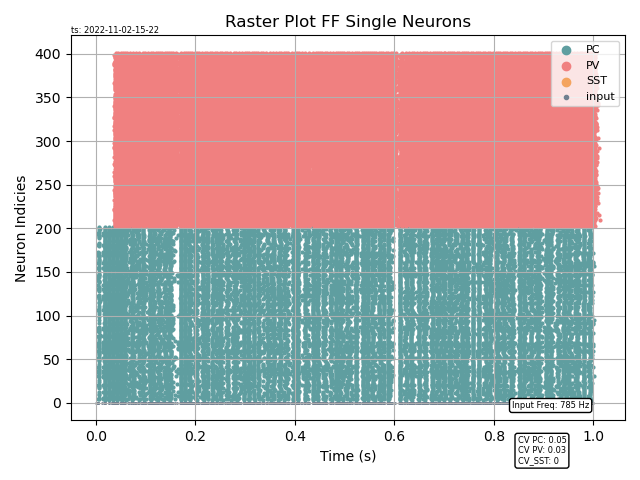 Raster Plot FF Single Neurons
ts: 2022-11-02-15-22
PC
PV
SST
input
Neuron Indicies
400
350
300
250
200
150
100
50
0
0.0 0.2 0.4 0.6 0.8 1.0
Time (s)
Input Freq: 785 Hz
CV PC: 0.05
CV PV: 0.03
CV_SST: 0